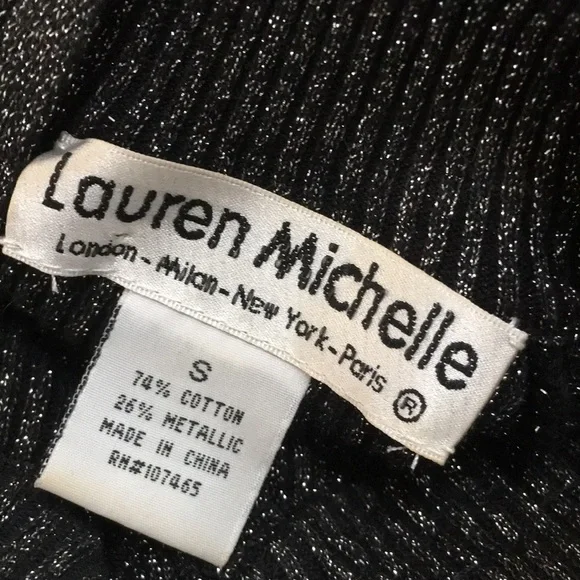 Lauren Michelle
London - Milan - New York - Paris ®
S
74% COTTON
26% METALLIC
MADE IN CHINA
RN#107465